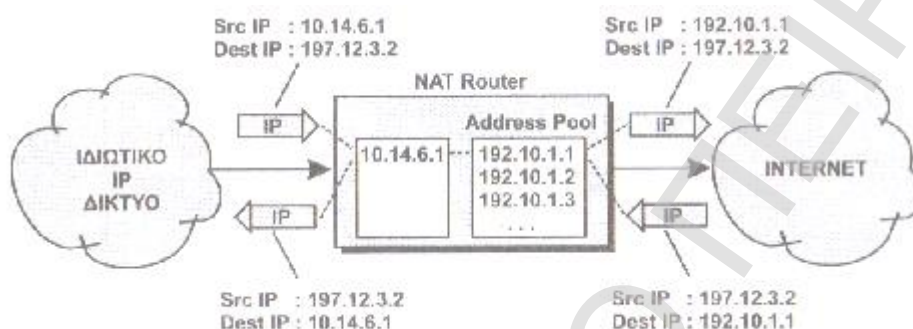 Src IP : 10.14.6.1
Dest IP : 197.12.3.2
Src IP : 192.10.1.1
Dest IP : 197.12.3.2
NAT Router
IP
IP
Address Pool
10.14.6.1
192.10.1.1
192.10.1.2
192.10.1.3
...
ΙΔΙΩΤΙΚΟ
IP
ΔΙΚΤΥΟ
INTERNET
IP
IP
Src IP : 197.12.3.2
Dest IP : 10.14.6.1
Src IP : 197.12.3.2
Dest IP : 192.10.1.1